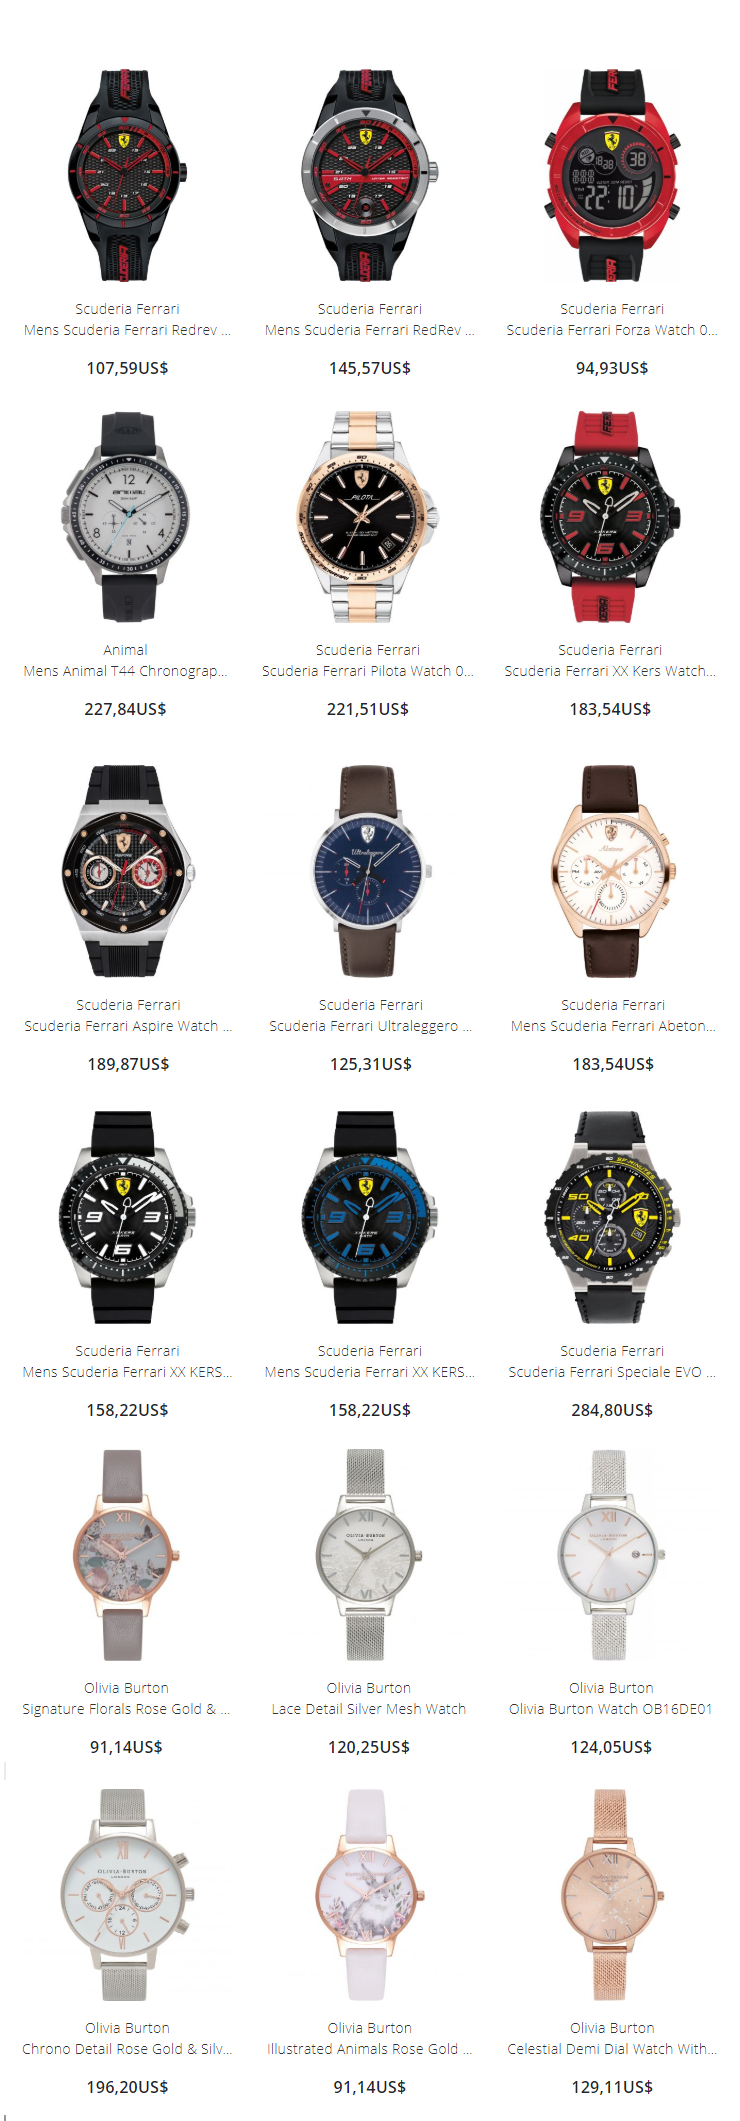 Scuderia Ferrari
Mens Scuderia Ferrari Redrev ...
107,59US$
Scuderia Ferrari
Mens Scuderia Ferrari RedRev ...
145,57US$
Scuderia Ferrari
Scuderia Ferrari Forza Watch 0...
94,93US$
Animal
Mens Animal T44 Chronograp...
227,84US$
Scuderia Ferrari
Scuderia Ferrari Pilota Watch 0...
221,51US$
Scuderia Ferrari
Scuderia Ferrari XX Kers Watch...
183,54US$
Scuderia Ferrari
Scuderia Ferrari Aspire Watch ...
189,87US$
Scuderia Ferrari
Scuderia Ferrari Ultraleggero ...
125,31US$
Scuderia Ferrari
Mens Scuderia Ferrari Abeton...
183,54US$
Scuderia Ferrari
Mens Scuderia Ferrari XX KERS...
158,22US$
Scuderia Ferrari
Mens Scuderia Ferrari XX KERS...
158,22US$
Scuderia Ferrari
Scuderia Ferrari Speciale EVO ...
284,80US$
Olivia Burton
Signature Florals Rose Gold & ...
91,14US$
Olivia Burton
Lace Detail Silver Mesh Watch
120,25US$
Olivia Burton
Olivia Burton Watch OB16DE01
124,05US$
Olivia Burton
Chrono Detail Rose Gold & Silv...
196,20US$
Olivia Burton
Illustrated Animals Rose Gold ...
91,14US$
Olivia Burton
Celestial Demi Dial Watch With...
129,11US$